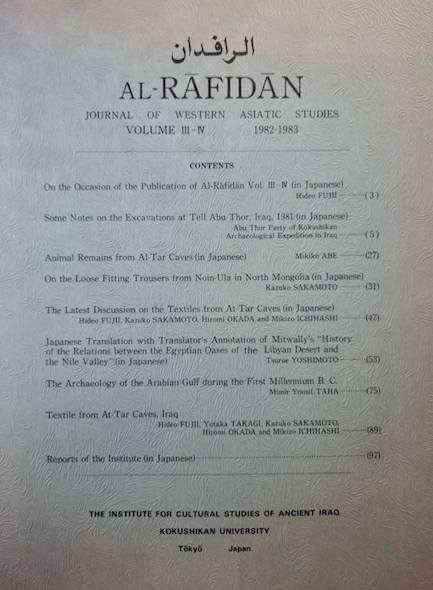 الرافدان
AL-RĀFIDĀN
JOURNAL OF WESTERN ASIATIC STUDIES
VOLUME III-IV 1982-1983
CONTENTS
On the Occasion of the Publication of Al-Rāfidān Vol. III-IV (in Japanese)
Hideo FUJII ( 3 )
Some Notes on the Excavations at Tell Abu Thor, Iraq, 1981 (in Japanese)
Abu Thor Party of Kokushikan
Archaeological Expedition in Iraq ( 5 )
Animal Remains from Al-Tar Caves (in Japanese) Mikiko ABE (27)
On the Loose Fitting Trousers from Noin-Ula in North Mongolia (in Japanese)
Kazuko SAKAMOTO (31)
The Latest Discussion on the Textiles from At-Tar Caves (in Japanese)
Hideo FUJII, Kazuko SAKAMOTO, Hiromi OKADA and Mikizo ICHIHASHI (47)
Japanese Translation with Translator's Annotation of Mitwally's "History
of the Relations between the Egyptian Oases of the Libyan Desert and
the Nile Valley" (in Japanese) Tsurue YOSHIMOTO (53)
The Archaeology of the Arabian Gulf during the First Millennium B. C.
Munir Yousif TAHA (75)
Textile from At-Tar Caves, Iraq
Hideo FUJII, Yutaka TAKAGI, Kazuko SAKAMOTO,
Hiromi OKADA and Mikizo ICHIHASHI (89)
Reports of the Institute (in Japanese) (97)
THE INSTITUTE FOR CULTURAL STUDIES OF ANCIENT IRAQ
KOKUSHIKAN UNIVERSITY
Tōkyō Japan